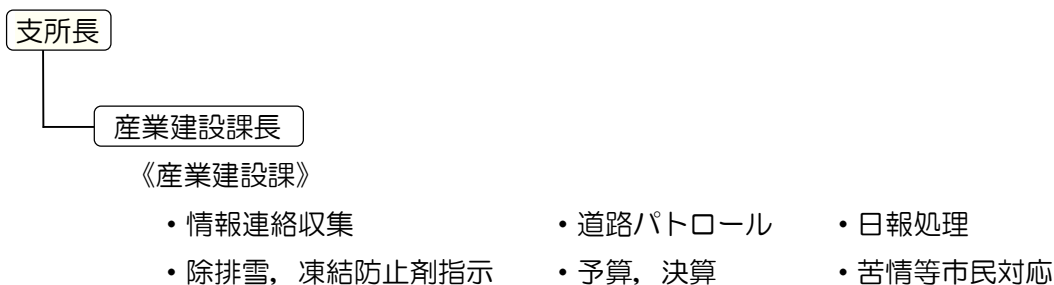 支所長
産業建設課長
《産業建設課》
・情報連絡収集 ・道路パトロール ・日報処理
・除排雪，凍結防止剤指示 ・予算，決算 ・苦情等市民対応